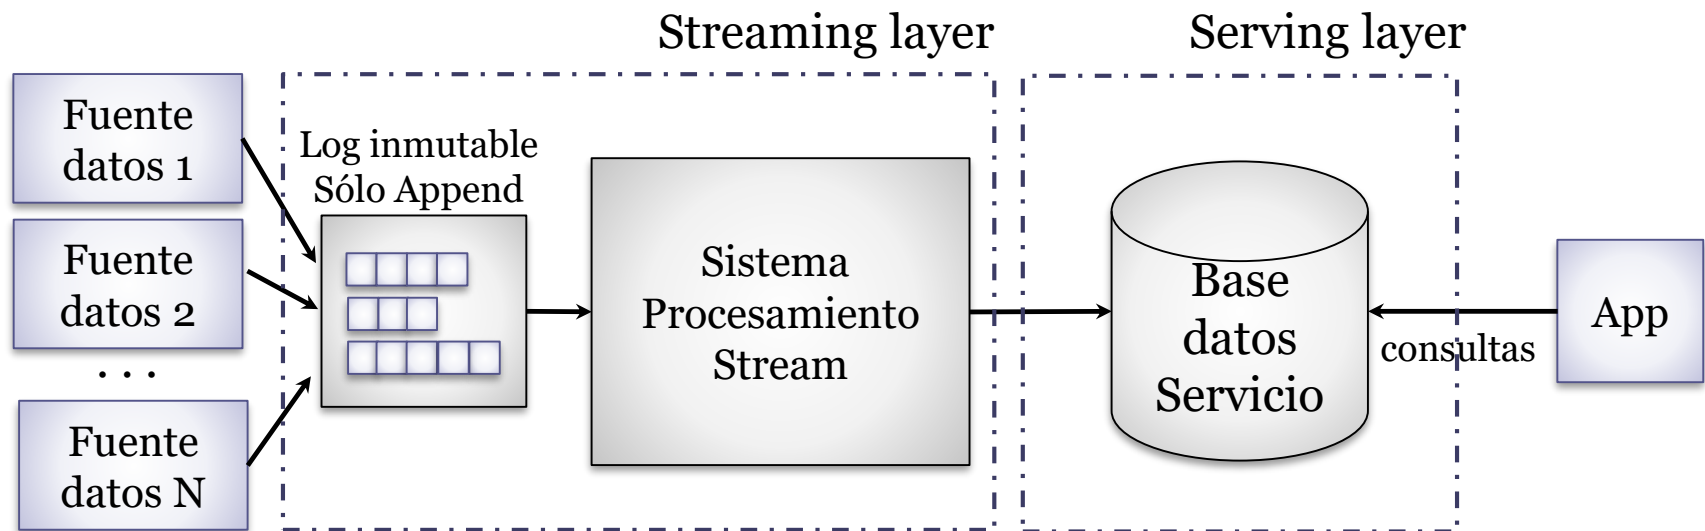 Streaming layer
Serving layer
Fuente
datos 1
Fuente
datos 2
...
Fuente
datos N
Log inmutable
Sólo Append
Sistema
Procesamiento
Stream
Base
datos
Servicio
consultas
App